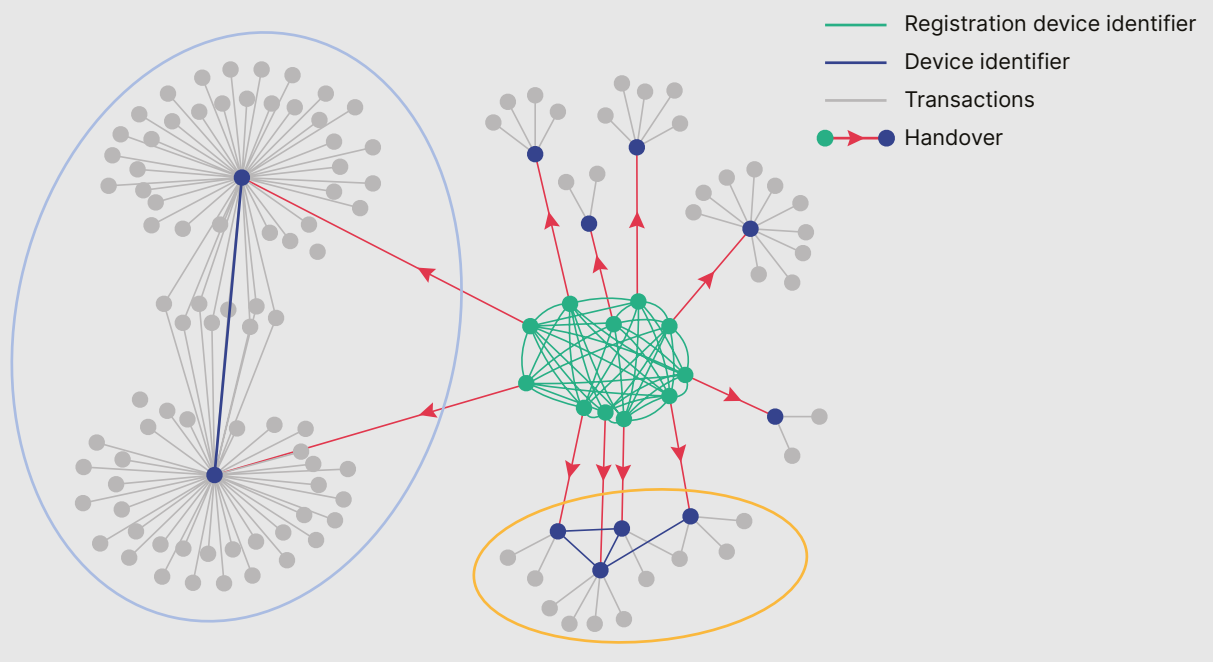 Registration device identifier
Device identifier
Transactions
Handover